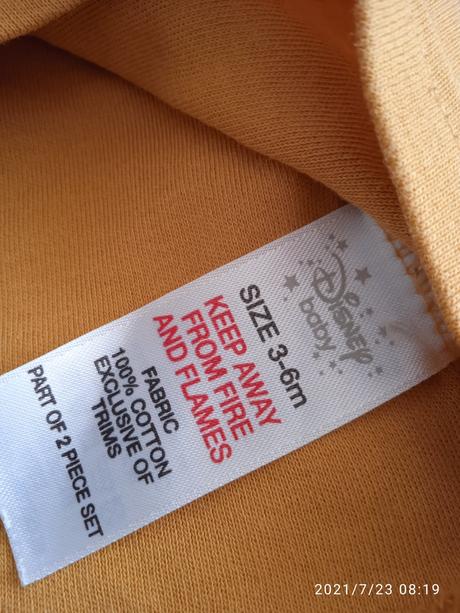 Disney
baby
SIZE 3-6m
KEEP AWAY
FROM FIRE
AND FLAMES
FABRIC
100% COTTON
EXCLUSIVE OF
TRIMS
PART OF 2 PIECE SET
2021/7/23 08:19